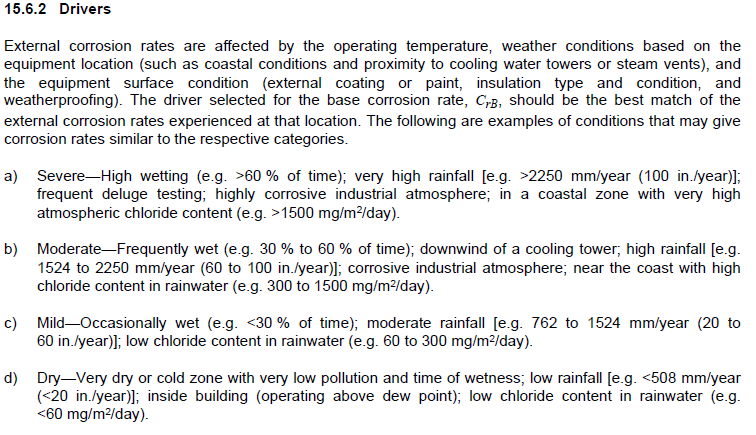 15.6.2 Drivers
External corrosion rates are affected by the operating temperature, weather conditions based on the
equipment location (such as coastal conditions and proximity to cooling water towers or steam vents), and
the equipment surface condition (external coating or paint, insulation type and condition, and
weatherproofing). The driver selected for the base corrosion rate, CrB, should be the best match of the
external corrosion rates experienced at that location. The following are examples of conditions that may give
corrosion rates similar to the respective categories.
a) Severe—High wetting (e.g. >60 % of time); very high rainfall [e.g. >2250 mm/year (100 in./year)];
frequent deluge testing; highly corrosive industrial atmosphere; in a coastal zone with very high
atmospheric chloride content (e.g. >1500 mg/m²/day).
b) Moderate—Frequently wet (e.g. 30 % to 60 % of time); downwind of a cooling tower; high rainfall [e.g.
1524 to 2250 mm/year (60 to 100 in./year)]; corrosive industrial atmosphere; near the coast with high
chloride content in rainwater (e.g. 300 to 1500 mg/m²/day).
c) Mild—Occasionally wet (e.g. <30 % of time); moderate rainfall [e.g. 762 to 1524 mm/year (20 to
60 in./year)]; low chloride content in rainwater (e.g. 60 to 300 mg/m²/day).
d) Dry—Very dry or cold zone with very low pollution and time of wetness; low rainfall [e.g. <508 mm/year
(<20 in./year)]; inside building (operating above dew point); low chloride content in rainwater (e.g.
<60 mg/m²/day).